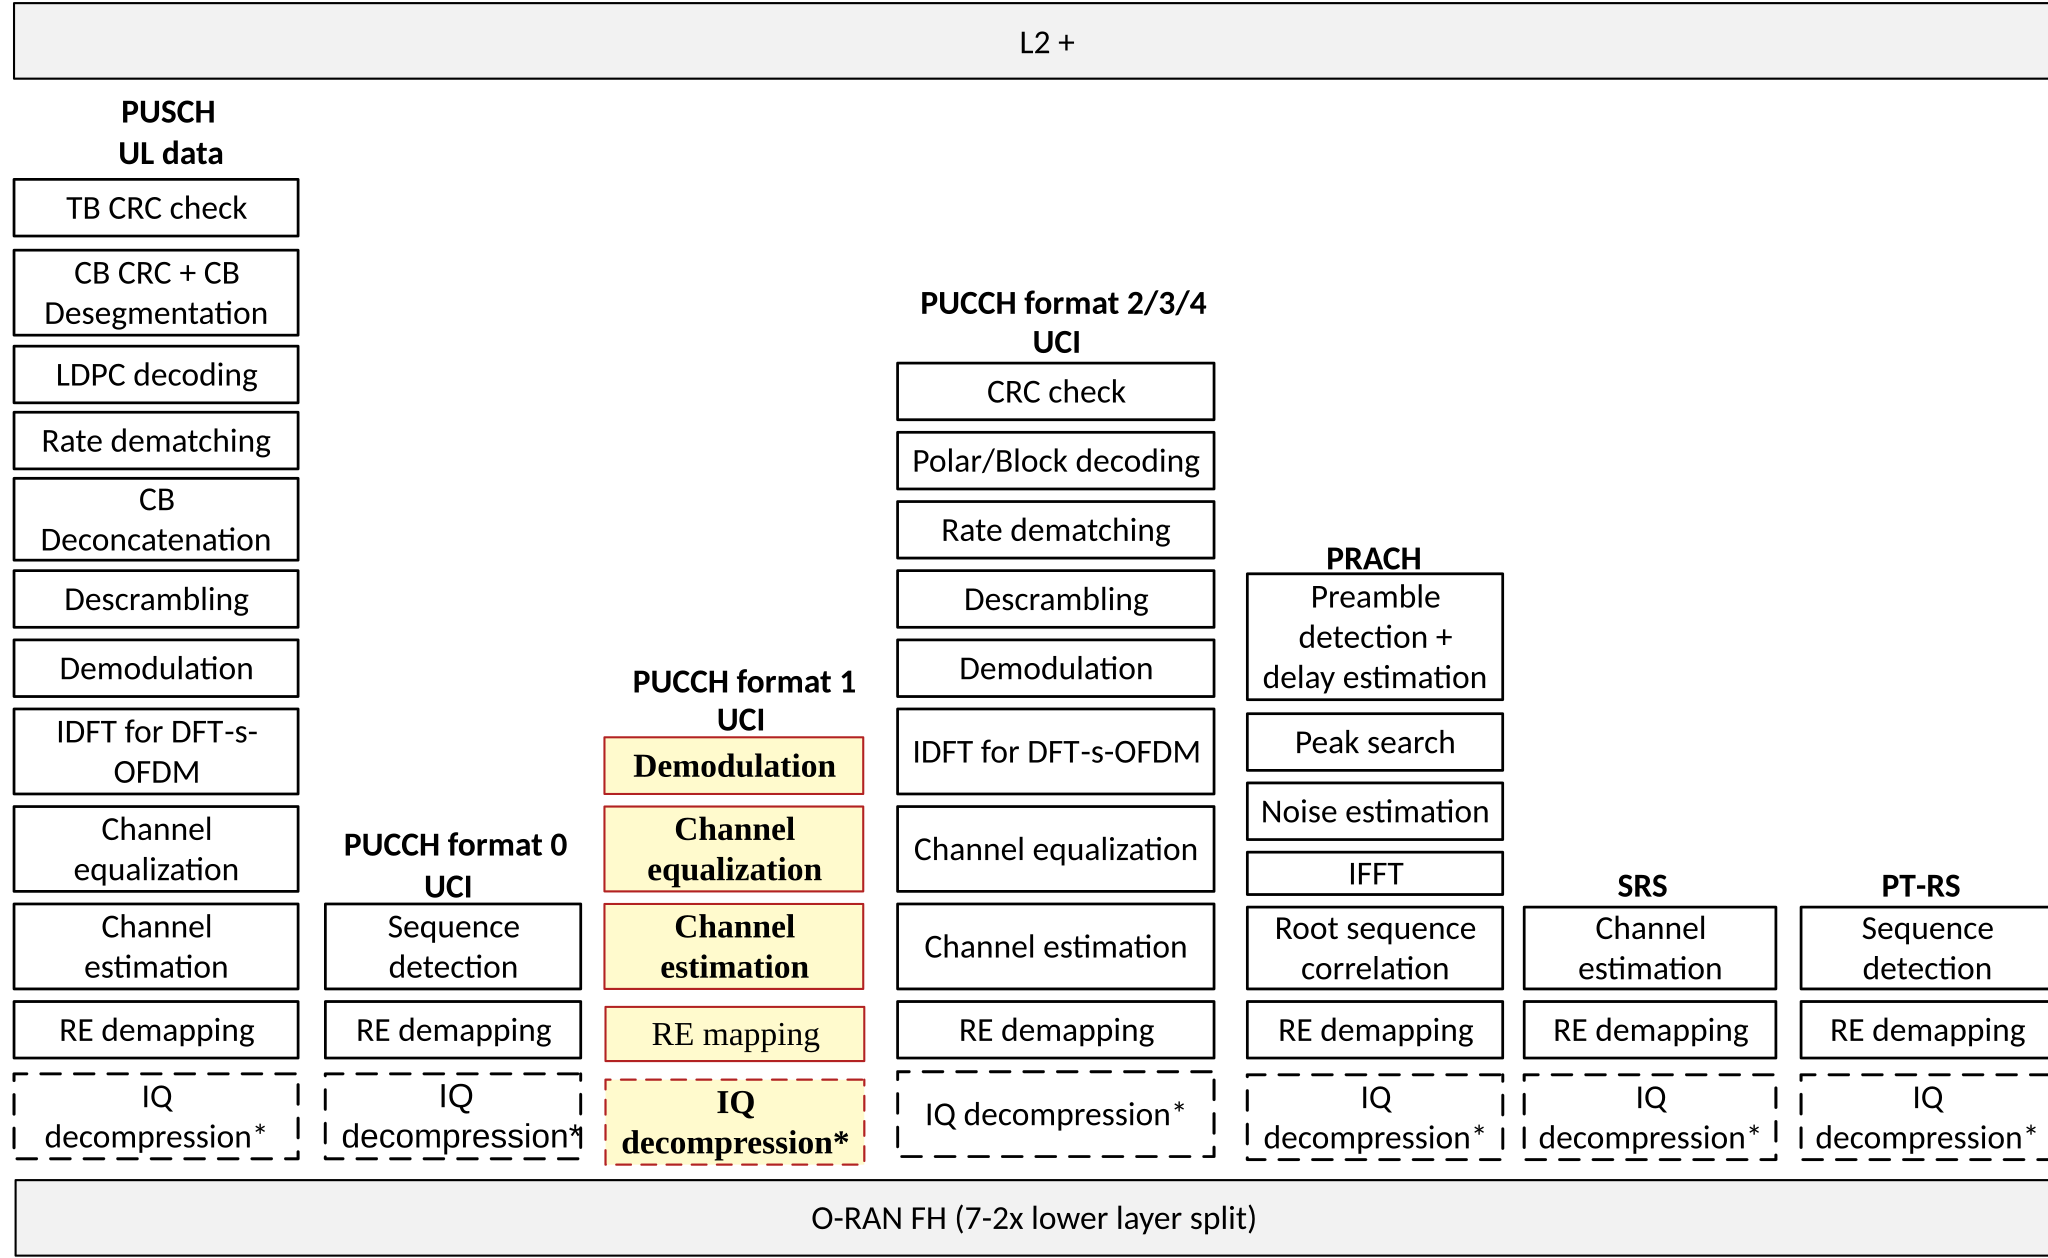 L2 +
PUSCH
UL data
TB CRC check
CB CRC + CB
Desegmentation
LDPC decoding
Rate dematching
CB
Deconcatenation
Descrambling
Demodulation
IDFT for DFT-s-
OFDM
Channel
equalization
Channel
estimation
RE demapping
IQ
decompression*
PUCCH format 0
UCI
Sequence
detection
RE demapping
IQ
decompression*
PUCCH format 1
UCI
Demodulation
Channel
equalization
Channel
estimation
RE mapping
IQ
decompression*
PUCCH format 2/3/4
UCI
CRC check
Polar/Block decoding
Rate dematching
Descrambling
Demodulation
IDFT for DFT-s-OFDM
Channel equalization
Channel estimation
RE demapping
IQ decompression*
PRACH
Preamble
detection +
delay estimation
Peak search
Noise estimation
IFFT
Root sequence
correlation
RE demapping
IQ
decompression*
SRS
Channel
estimation
RE demapping
IQ
decompression*
PT-RS
Sequence
detection
RE demapping
IQ
decompression*
O-RAN FH (7-2x lower layer split)